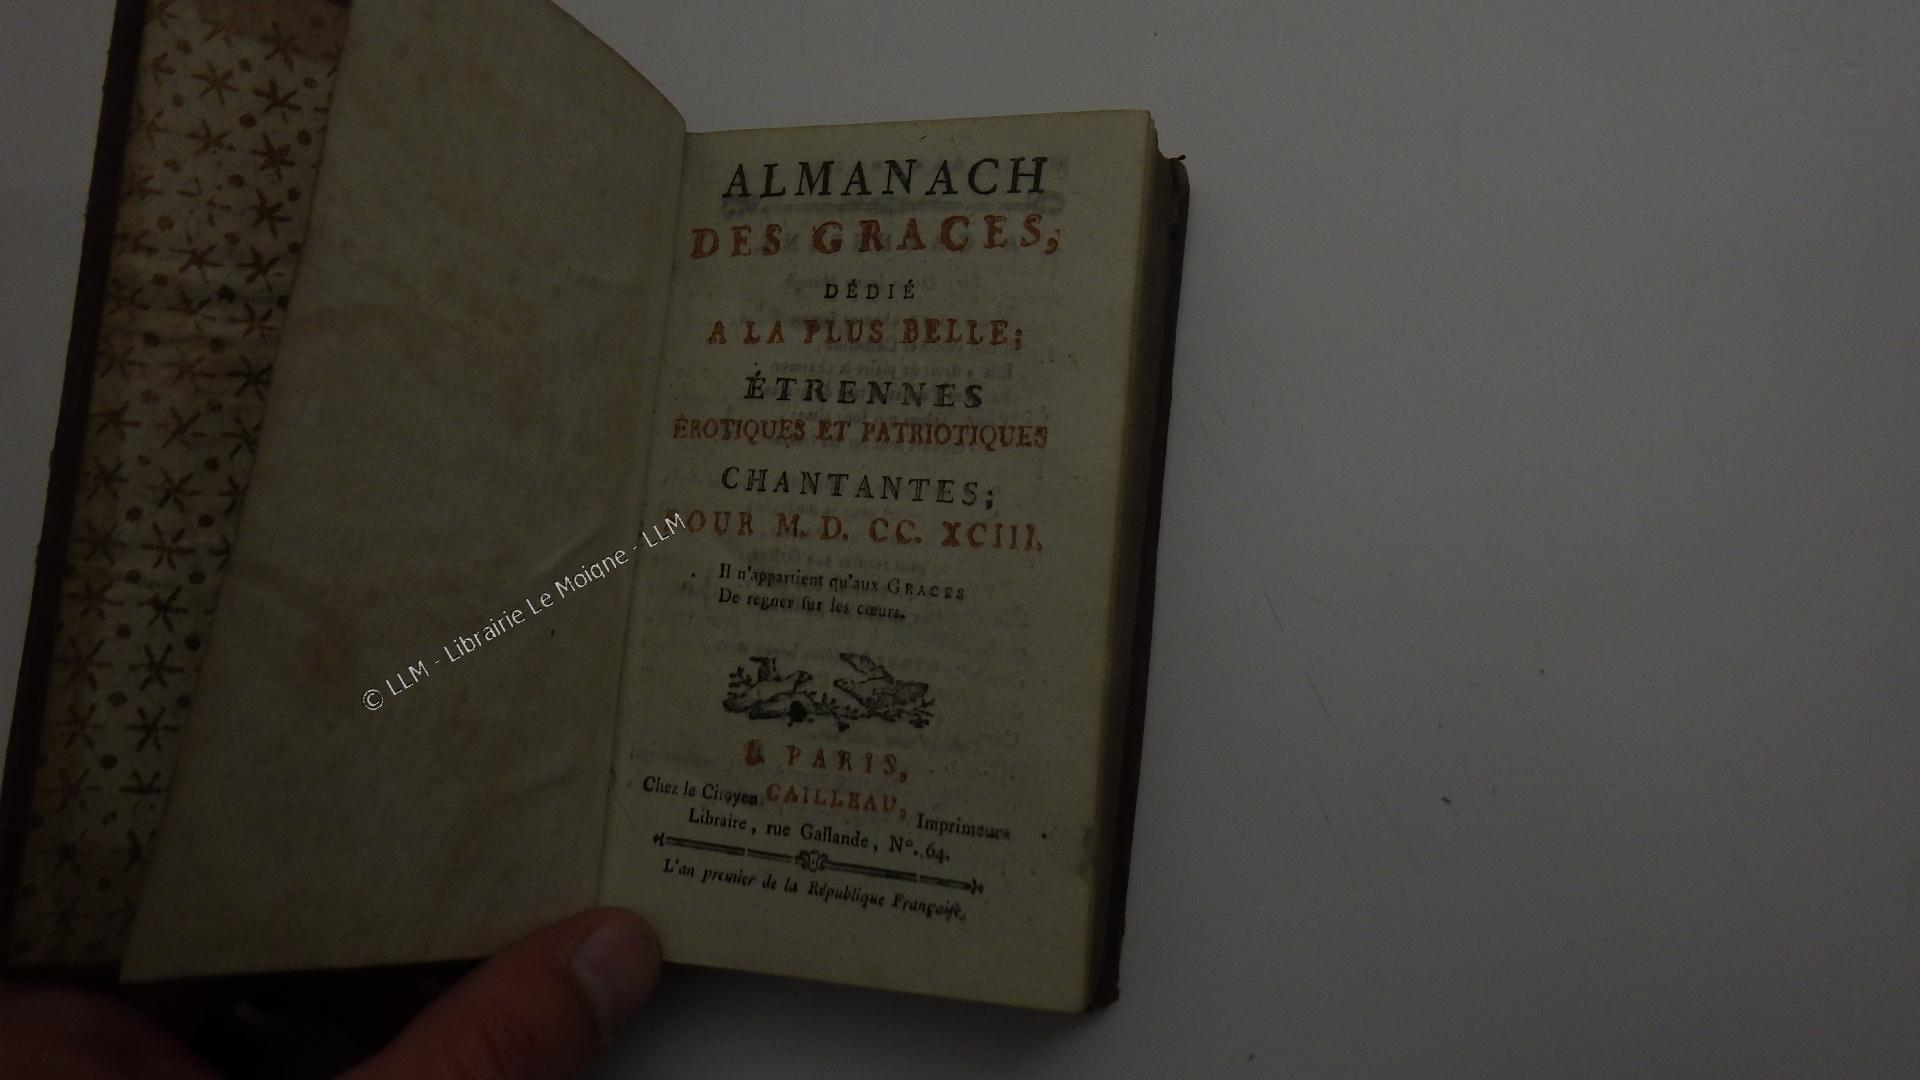 ALMANACH
DES GRACES,
DÉDIÉ
A LA PLUS BELLE;
ÉTRENNES
ÉROTIQUES ET PATRIOTIQUES
CHANTANTES;
POUR M. D. CC. XCIII.
Il n'appartient qu'aux GRACES
De regner ſur les cœurs.
A PARIS,
Chez le Citoyen CAILLEAU, Imprimeur
Libraire, rue Gallande, N°. 64.
L'an premier de la République Françaiſe.
© LLM - Librairie Le Moigne - LLM